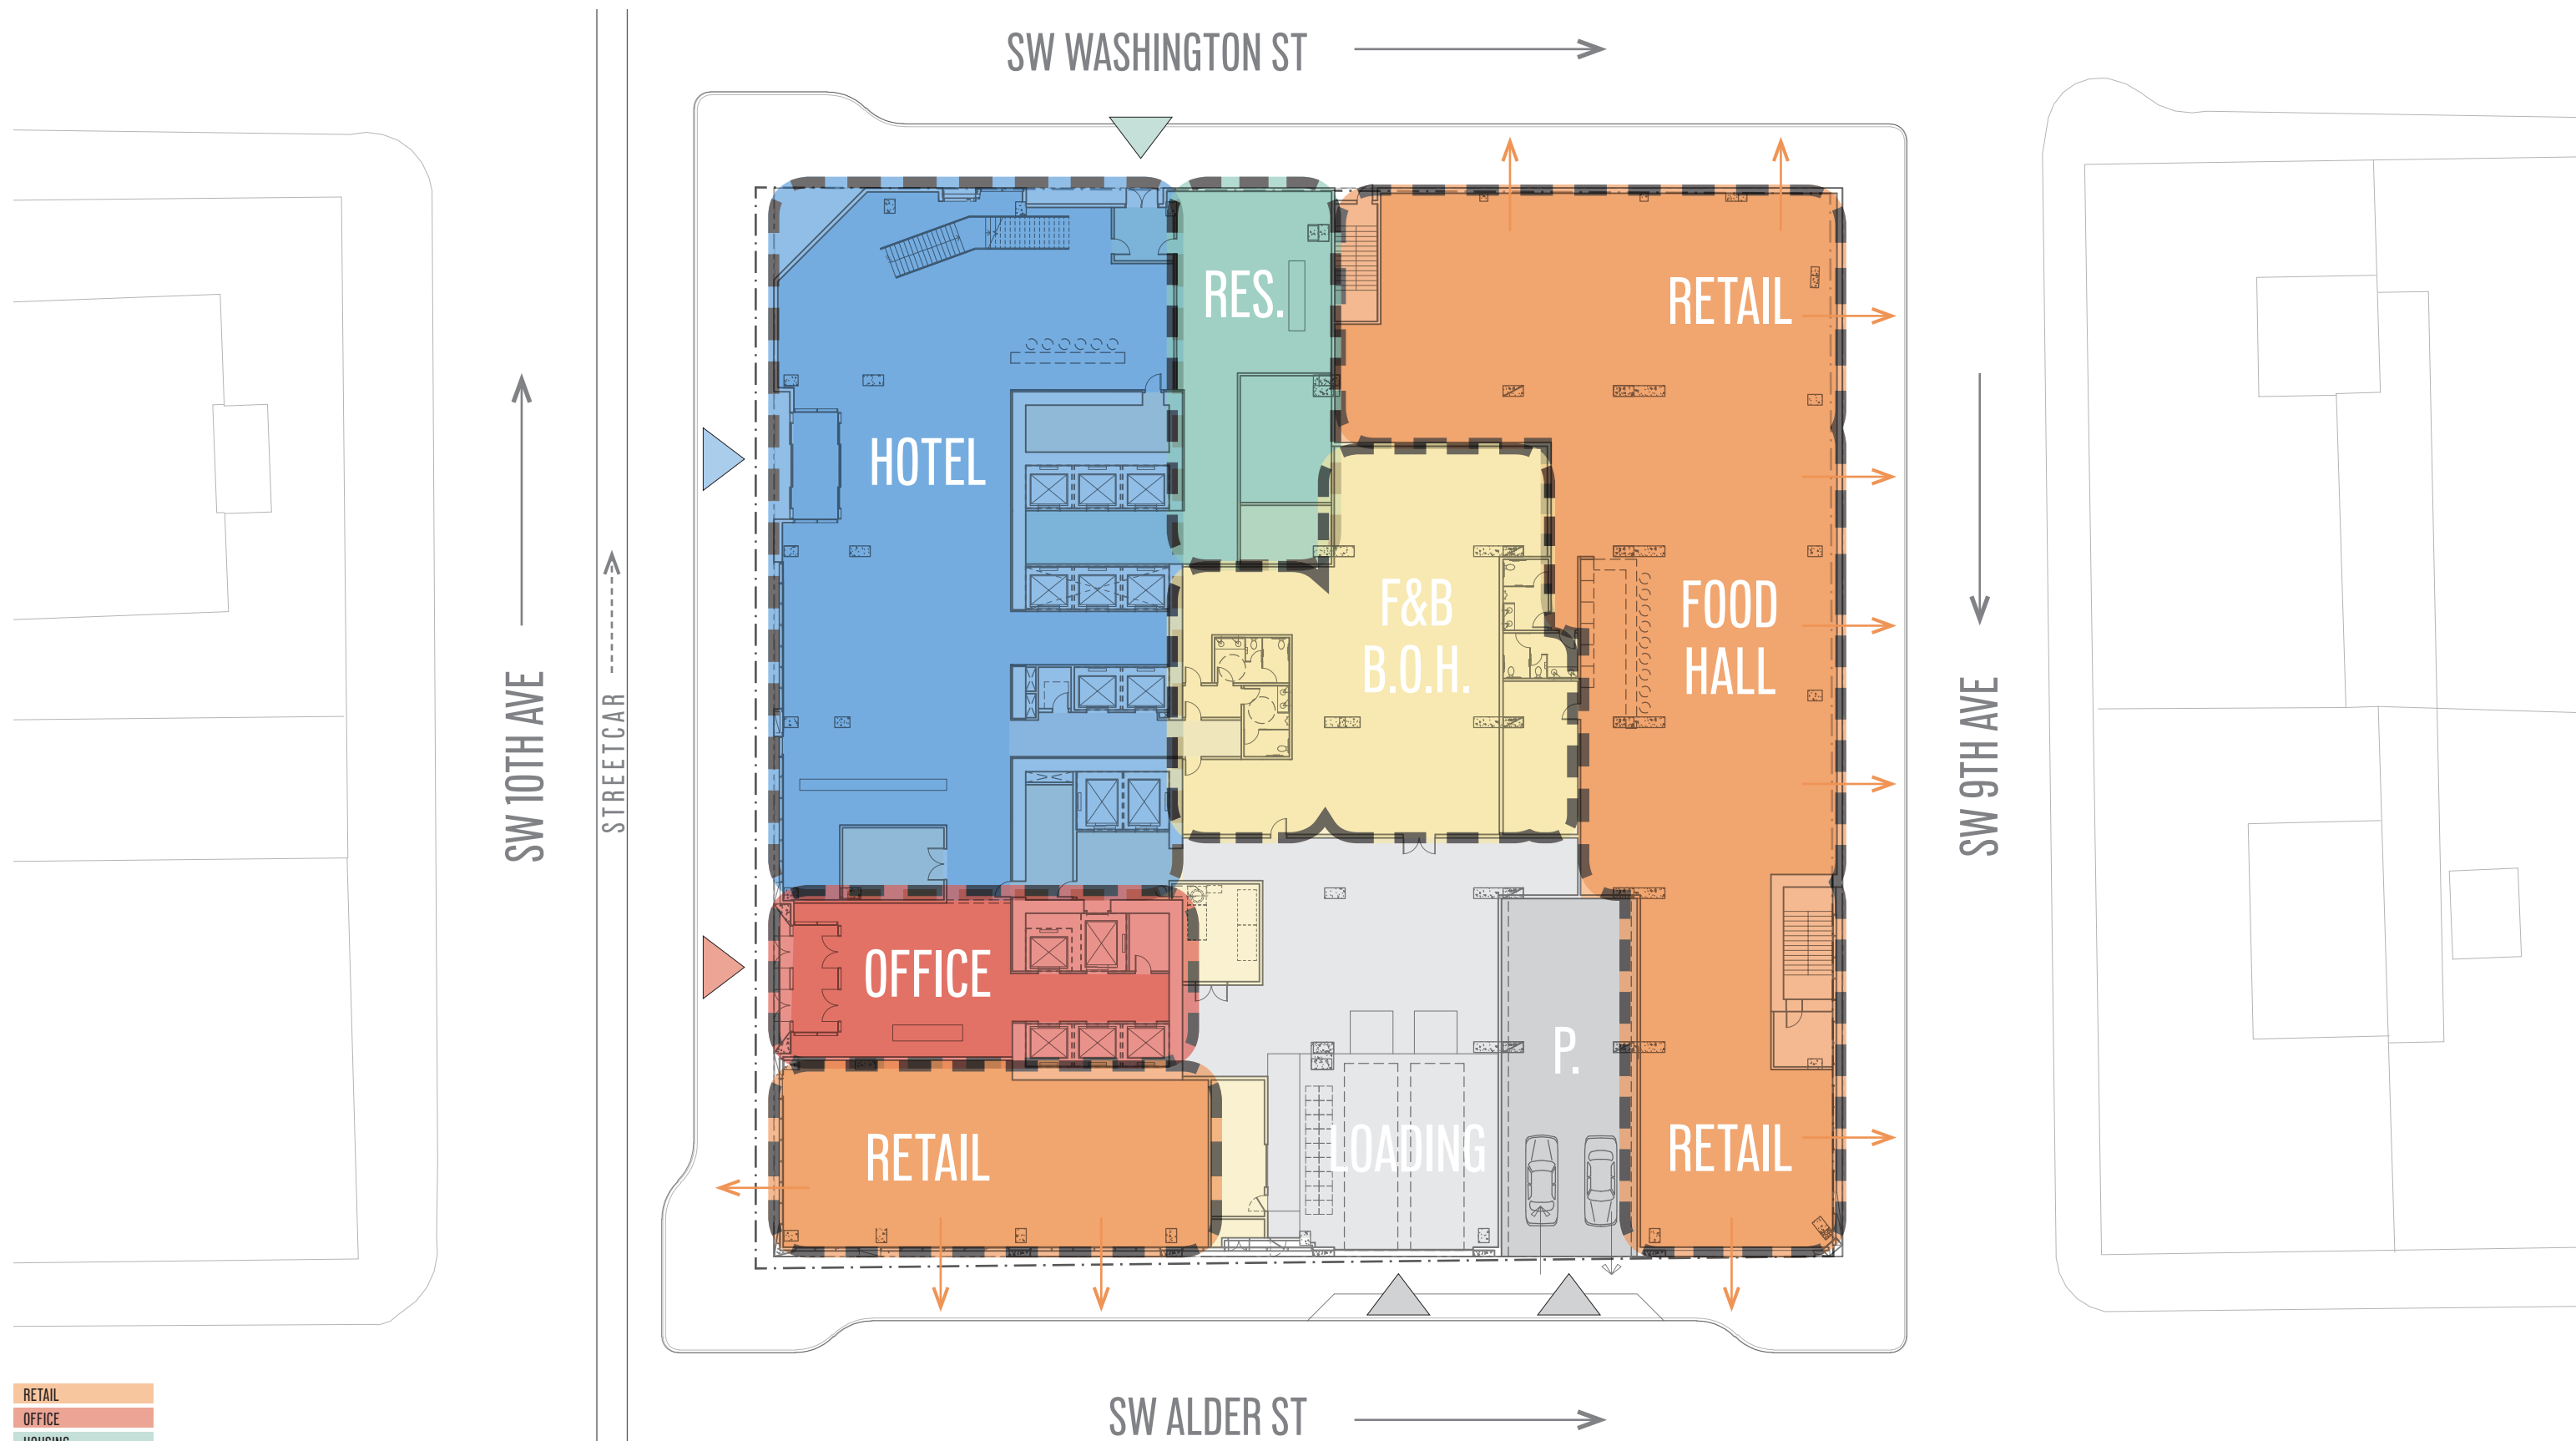 SW WASHINGTON ST
RES.
RETAIL
HOTEL
F&B
B.O.H.
FOOD
HALL
SW 10TH AVE
STREETCAR
SW 9TH AVE
OFFICE
P.
RETAIL
LOADING
RETAIL
RETAIL
OFFICE
HOUSING
SW ALDER ST